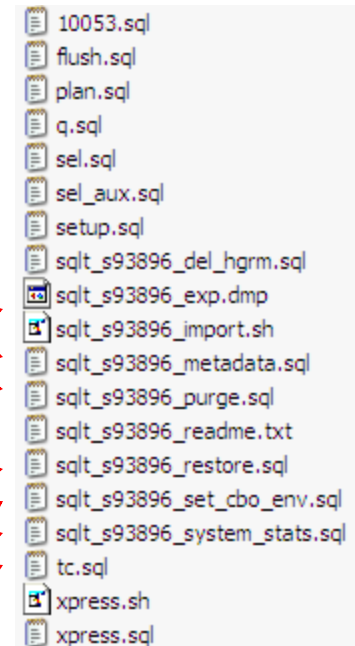 10053.sql
flush.sql
plan.sql
q.sql
sel.sql
sel_aux.sql
setup.sql
sqlt_s93896_del_hgrm.sql
sqlt_s93896_exp.dmp
sqlt_s93896_import.sh
sqlt_s93896_metadata.sql
sqlt_s93896_purge.sql
sqlt_s93896_readme.txt
sqlt_s93896_restore.sql
sqlt_s93896_set_cbo_env.sql
sqlt_s93896_system_stats.sql
tc.sql
xpress.sh
xpress.sql